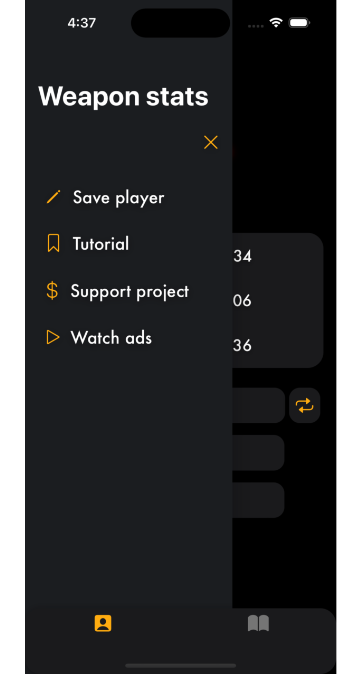 4:37
Weapon stats
Save player
Tutorial
34
Support project
06
Watch ads
36